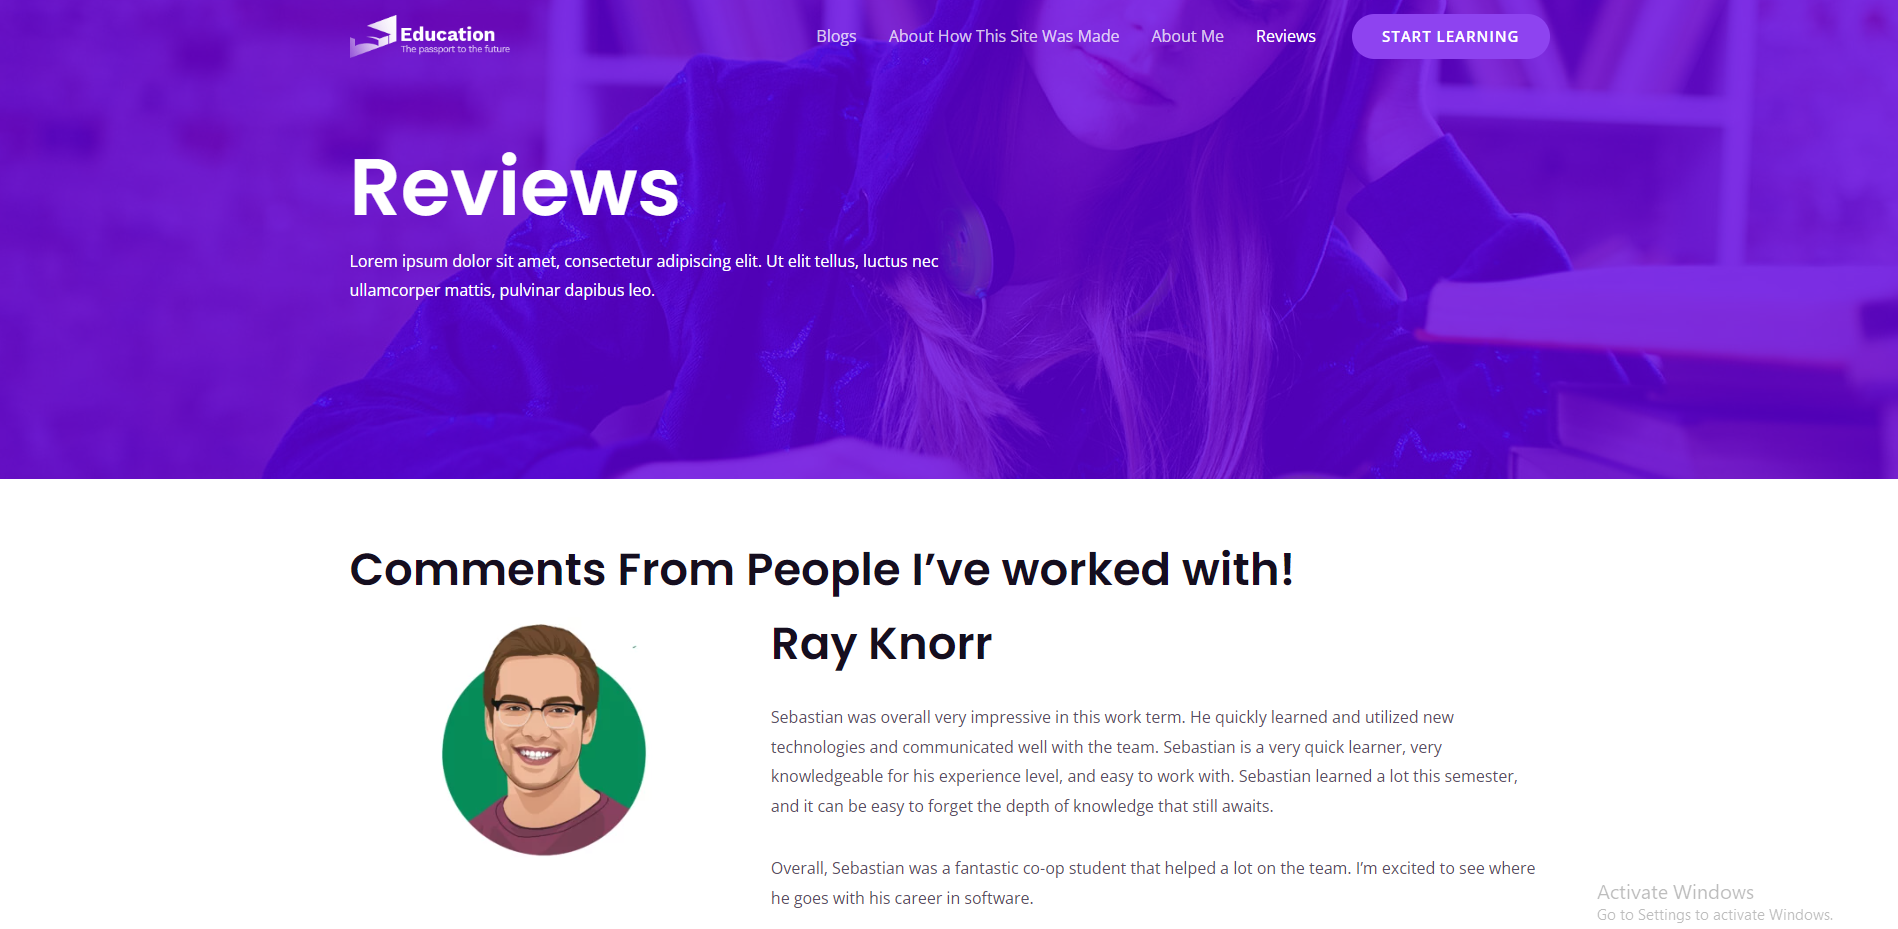 Education
The passport to the future
Blogs
About How This Site Was Made
About Me
Reviews
START LEARNING
Reviews
Lorem ipsum dolor sit amet, consectetur adipiscing elit. Ut elit tellus, luctus nec
ullamcorper mattis, pulvinar dapibus leo.
Comments From People I’ve worked with!
Ray Knorr
Sebastian was overall very impressive in this work term. He quickly learned and utilized new
technologies and communicated well with the team. Sebastian is a very quick learner, very
knowledgeable for his experience level, and easy to work with. Sebastian learned a lot this semester,
and it can be easy to forget the depth of knowledge that still awaits.
Overall, Sebastian was a fantastic co-op student that helped a lot on the team. I’m excited to see where
he goes with his career in software.
Activate Windows
Go to Settings to activate Windows.